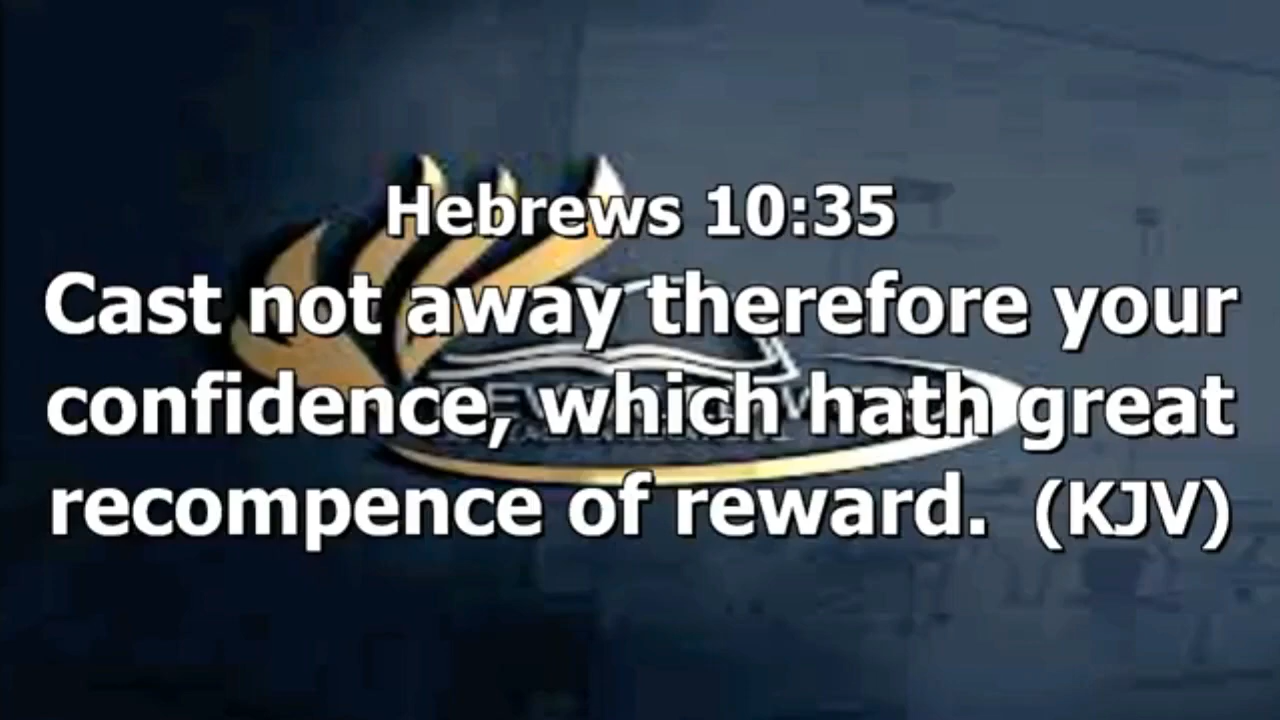 Hebrews 10:35
Cast not away therefore your
confidence, which hath great
recompence of reward. (KJV)